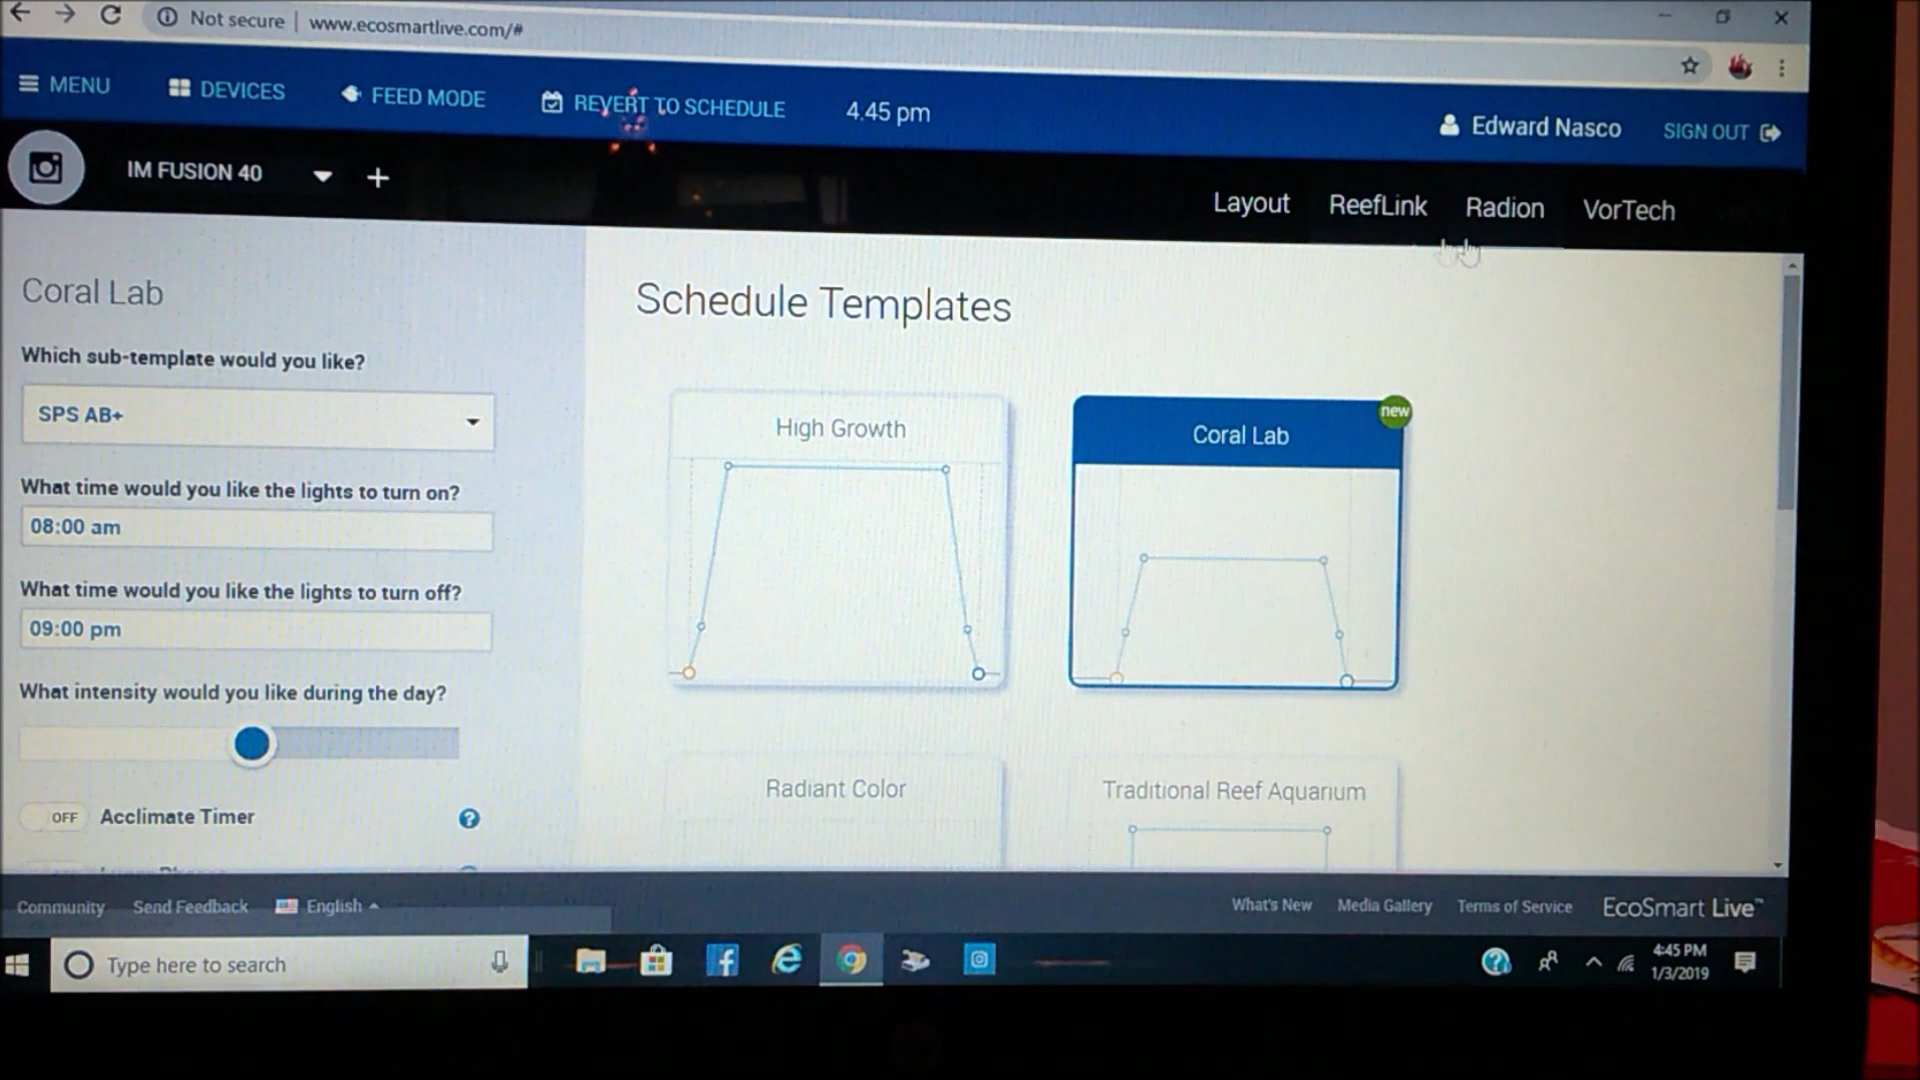 Not secure | www.ecosmartlive.com/#
MENU DEVICES FEED MODE REVERT TO SCHEDULE 4.45 pm Edward Nasco SIGN OUT
IM FUSION 40 + Layout ReefLink Radion VorTech
Coral Lab
Which sub-template would you like?
SPS AB+
What time would you like the lights to turn on?
08:00 am
What time would you like the lights to turn off?
09:00 pm
What intensity would you like during the day?
OFF Acclimate Timer ?
Schedule Templates
High Growth
Coral Lab
new
Radiant Color
Traditional Reef Aquarium
Community Send Feedback English What's New Media Gallery Terms of Service EcoSmart Live™
Type here to search
4:45 PM
1/3/2019